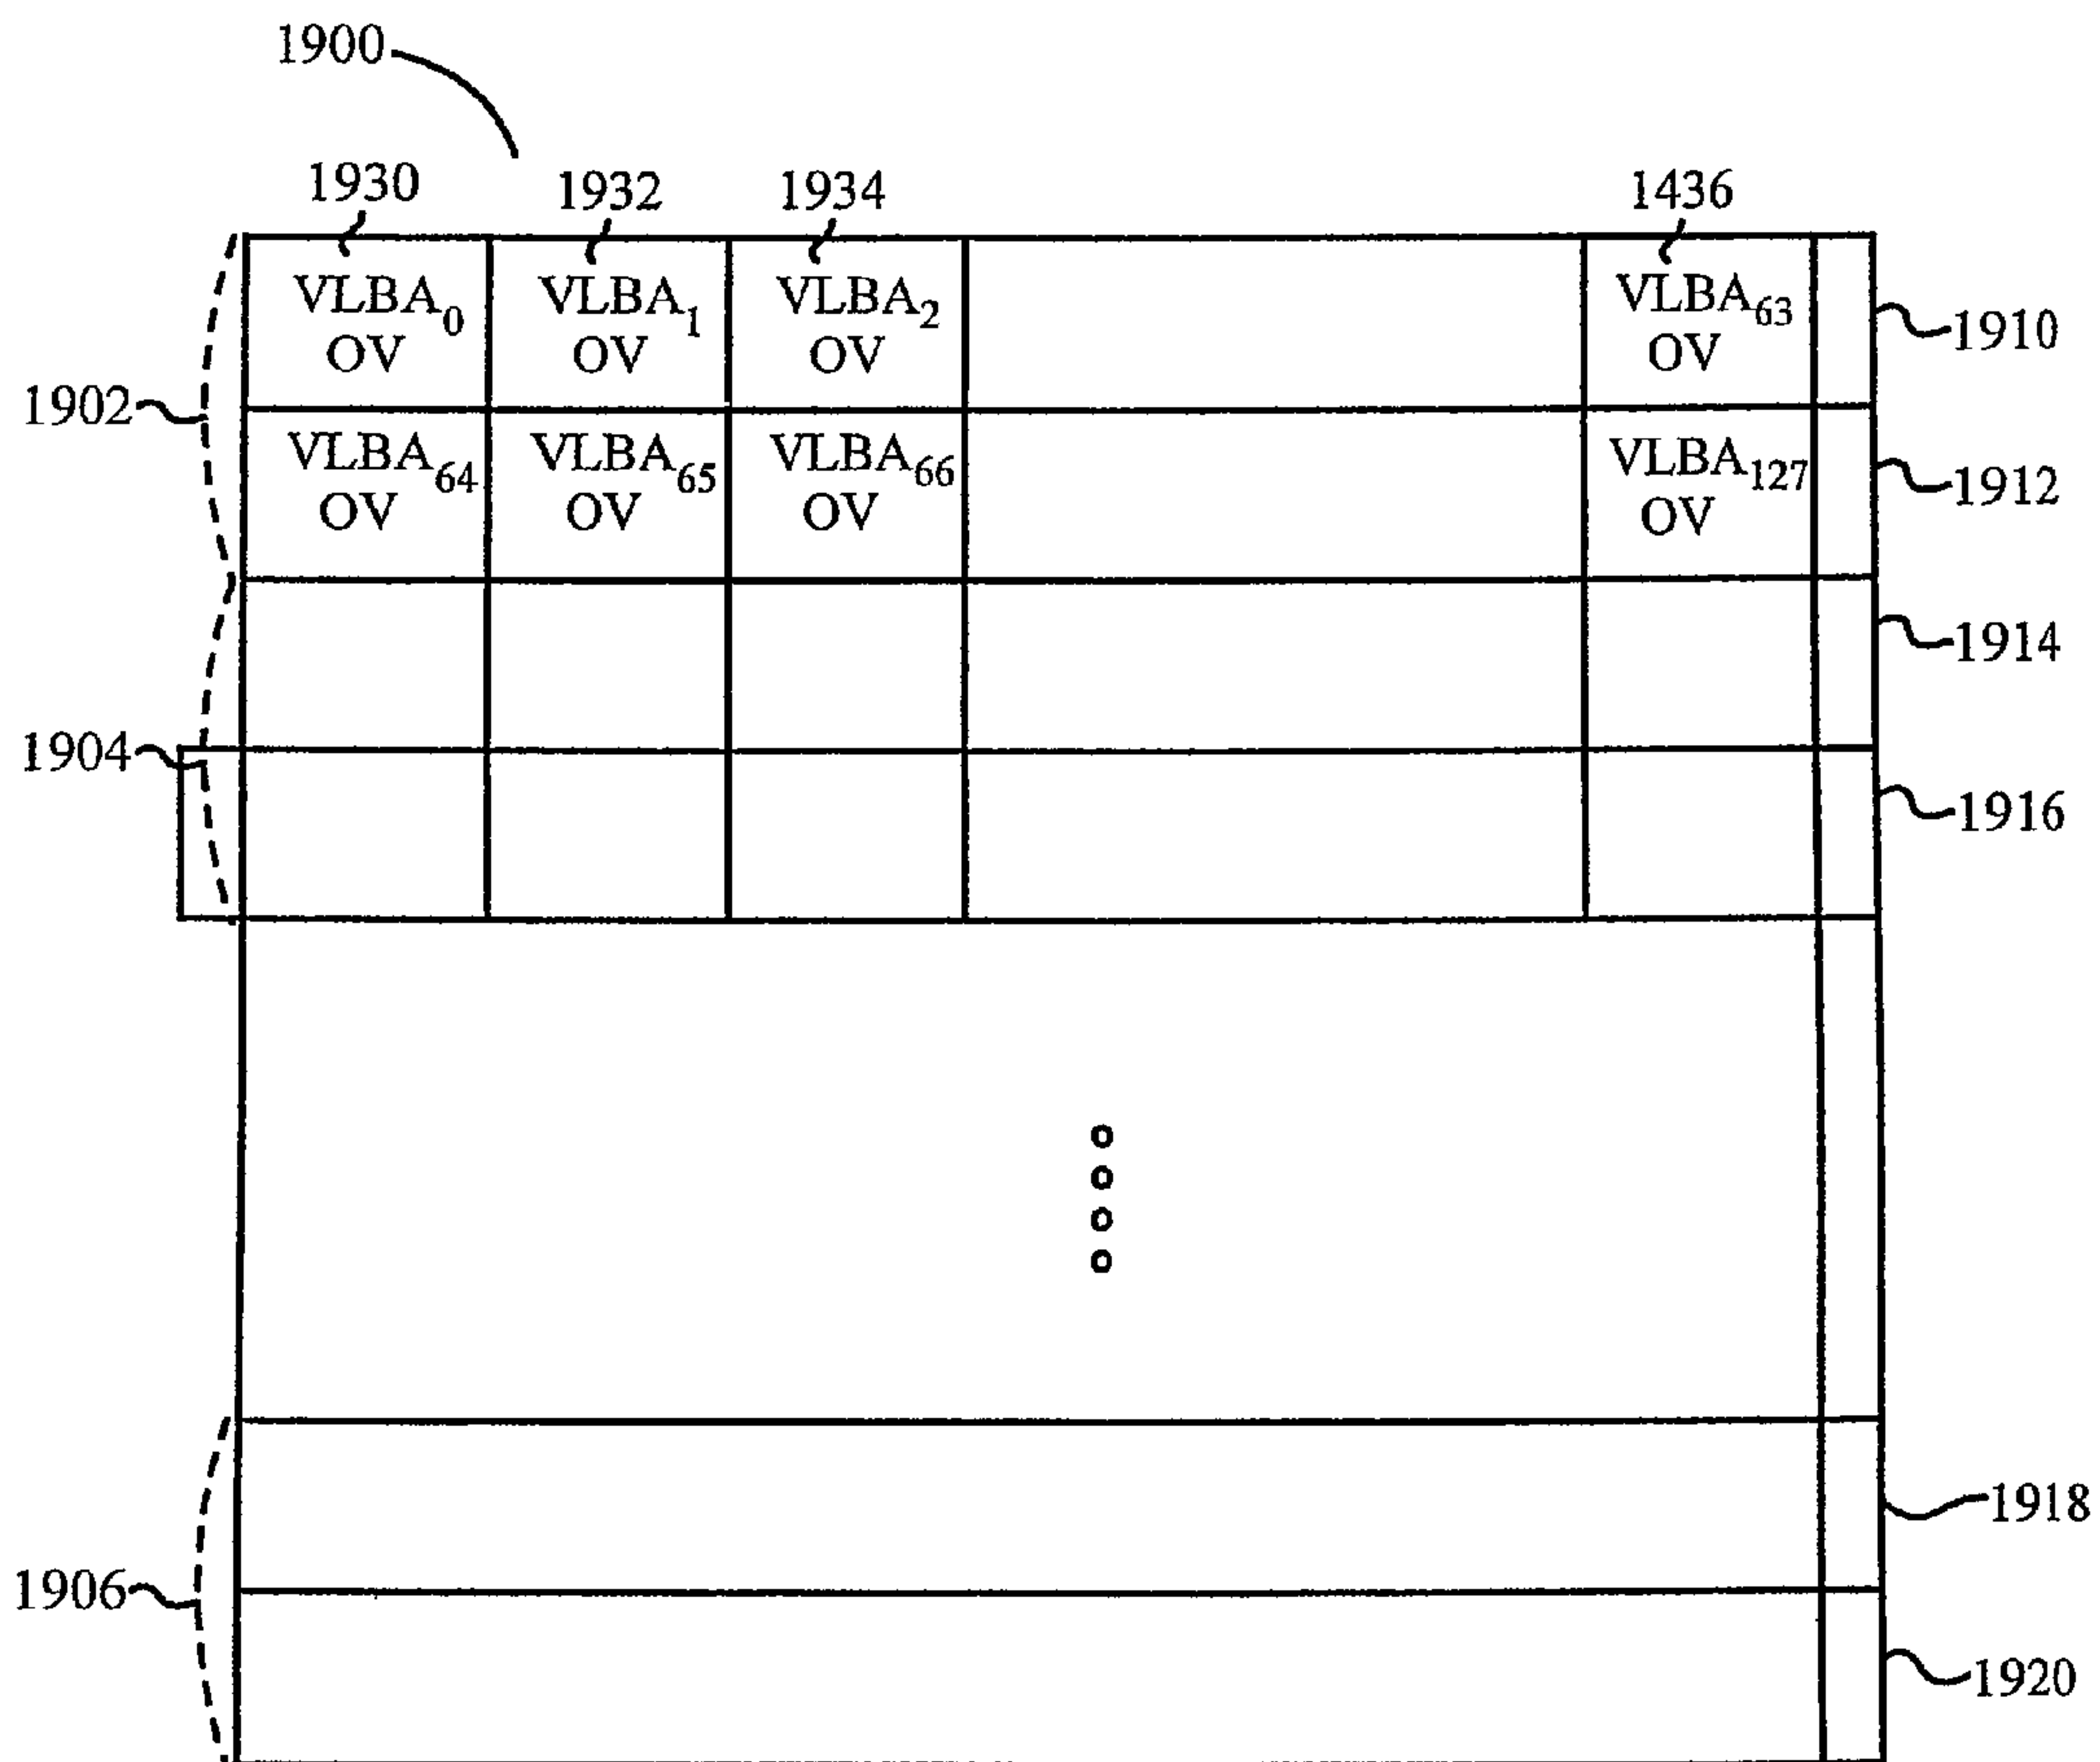 1900
1930 1932 1934 1436
VLBA0 VLBA1 VLBA2 VLBA63
OV OV OV OV
1910
1902
VLBA64 VLBA65 VLBA66 VLBA127
OV OV OV OV
1912
1914
1904
1916
1918
1906
1920